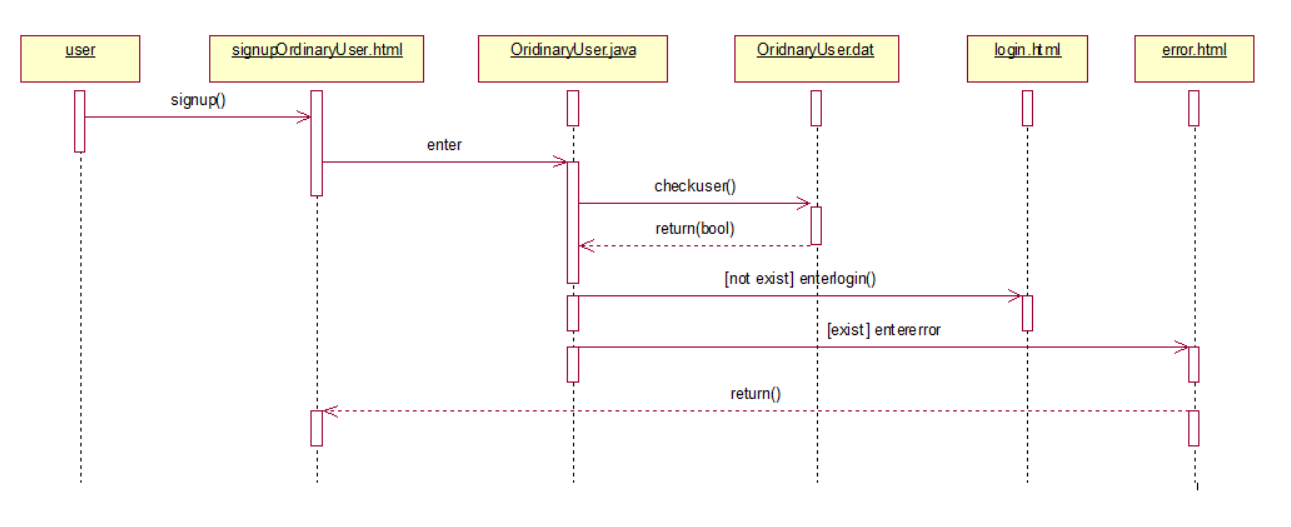 user
signupOrdinaryUser.html
OridinaryUser.java
OridnaryUser.dat
login.html
error.html
signup()
enter
checkuser()
return(bool)
[not exist] enterlogin()
[exist] entererror
return()